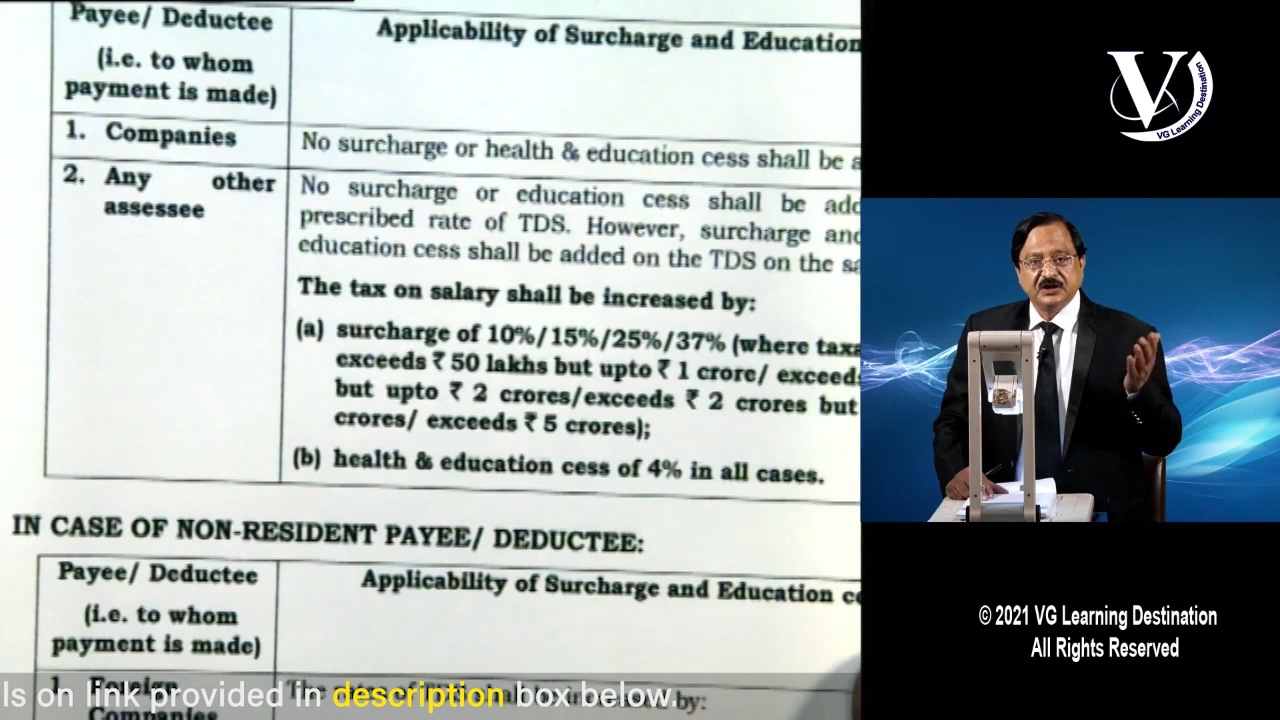 Payee/ Deductee
(i.e. to whom
payment is made)
Applicability of Surcharge and Education
1. Companies
No surcharge or health & education cess shall be a
2. Any other
assessee
No surcharge or education cess shall be add
prescribed rate of TDS. However, surcharge and
education cess shall be added on the TDS on the sa
The tax on salary shall be increased by:
(a) surcharge of 10%/15%/25%/37% (where taxa
exceeds ₹ 50 lakhs but upto ₹ 1 crore/ exceeds
but upto ₹ 2 crores/exceeds ₹ 2 crores but
crores/ exceeds ₹ 5 crores);
(b) health & education cess of 4% in all cases.
IN CASE OF NON-RESIDENT PAYEE/ DEDUCTEE:
Payee/ Deductee
(i.e. to whom
payment is made)
Applicability of Surcharge and Education ce
1. Foreign
Companies
by:
ls on link provided in description box below.
V
VG Learning Destination
© 2021 VG Learning Destination
All Rights Reserved